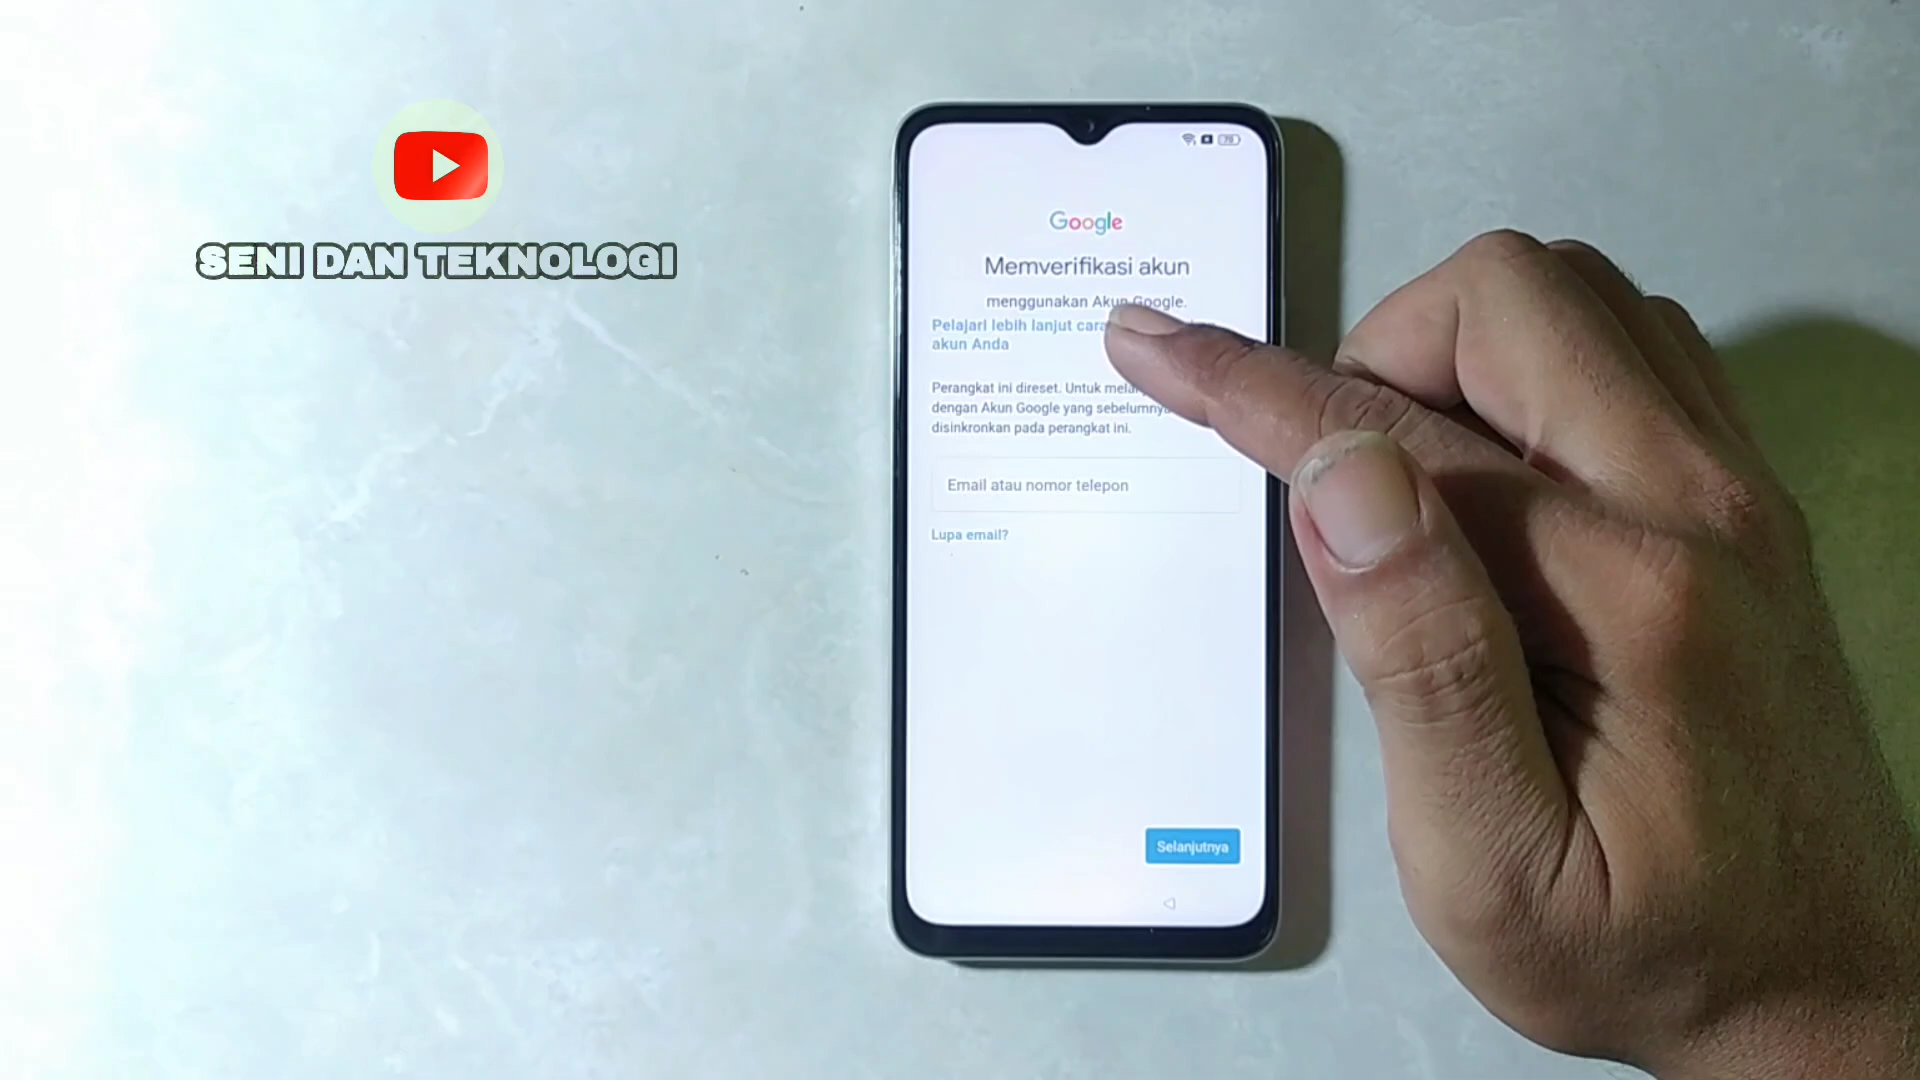 SENI DAN TEKNOLOGI
70
Google
Memverifikasi akun
menggunakan Akun Google.
Pelajari lebih lanjut cara
akun Anda
Perangkat ini direset. Untuk
dengan Akun Google yang sebelumnya
disinkronkan pada perangkat ini.
Email atau nomor telepon
Lupa email?
Selanjutnya